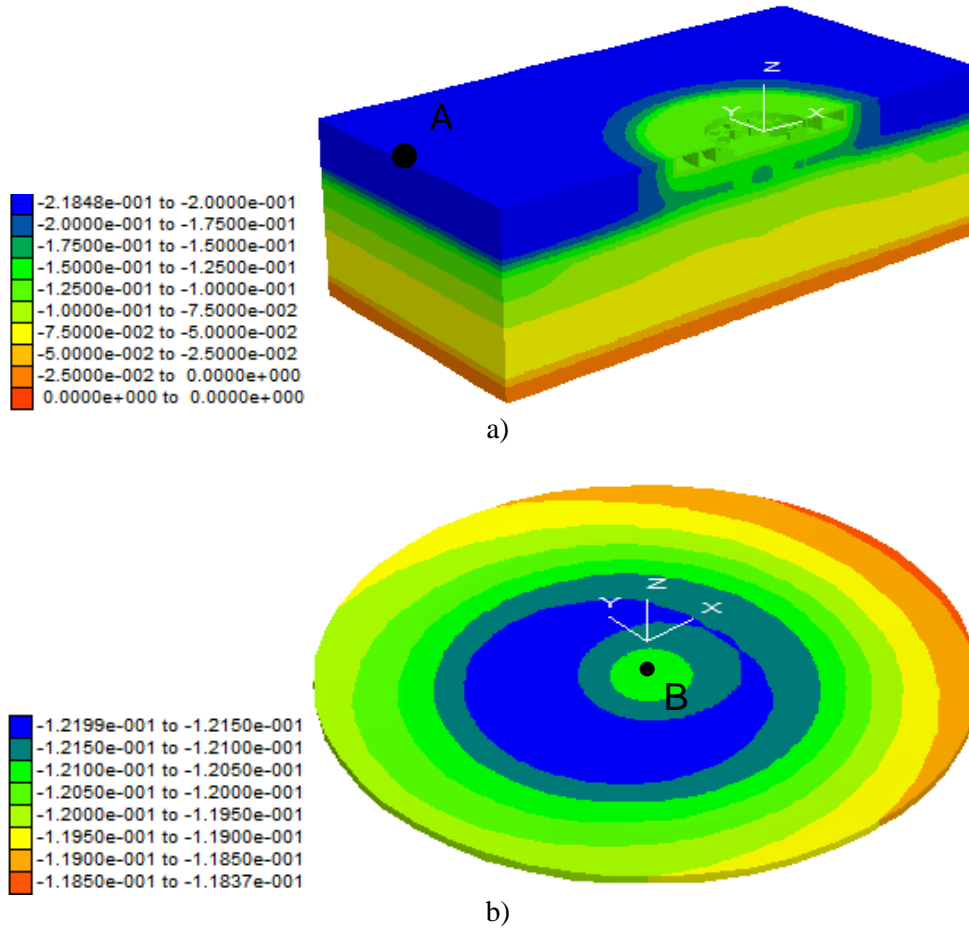 A
Z
Y X
-2.1848e-001 to -2.0000e-001
-2.0000e-001 to -1.7500e-001
-1.7500e-001 to -1.5000e-001
-1.5000e-001 to -1.2500e-001
-1.2500e-001 to -1.0000e-001
-1.0000e-001 to -7.5000e-002
-7.5000e-002 to -5.0000e-002
-5.0000e-002 to -2.5000e-002
-2.5000e-002 to 0.0000e+000
0.0000e+000 to 0.0000e+000
a)
Z
Y X
B
-1.2199e-001 to -1.2150e-001
-1.2150e-001 to -1.2100e-001
-1.2100e-001 to -1.2050e-001
-1.2050e-001 to -1.2000e-001
-1.2000e-001 to -1.1950e-001
-1.1950e-001 to -1.1900e-001
-1.1900e-001 to -1.1850e-001
-1.1850e-001 to -1.1837e-001
b)